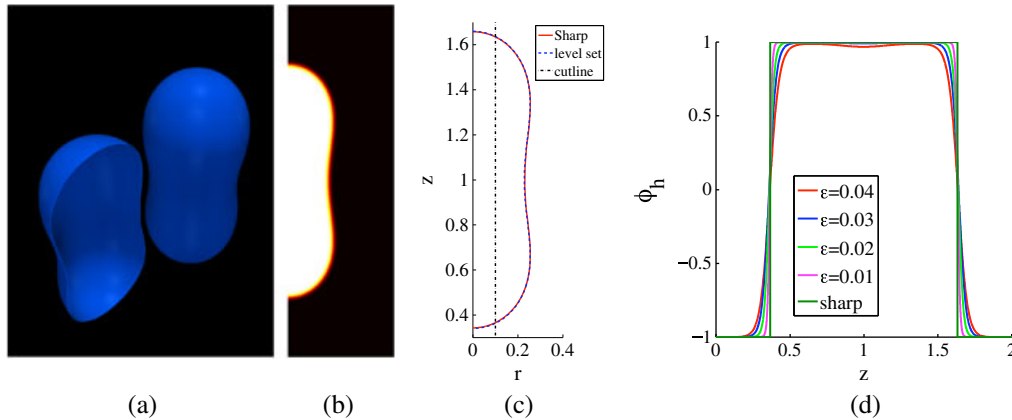 Sharp
level set
cutline
1.6
1.4
1.2
1
0.8
0.6
0.4
z
0
0.2
0.4
r
1
0.5
0
−0.5
−1
ϕh
ε=0.04
ε=0.03
ε=0.02
ε=0.01
sharp
0
0.5
1
1.5
2
z
(a)
(b)
(c)
(d)